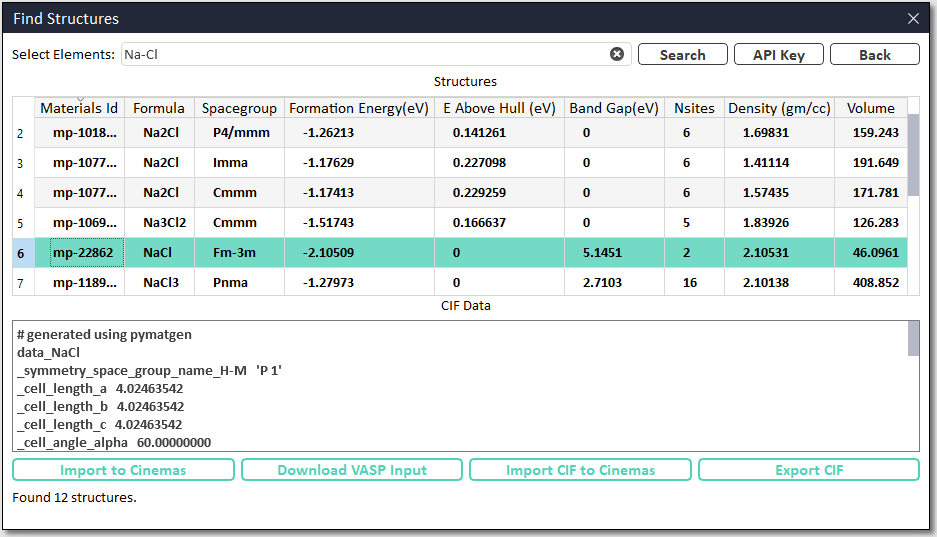 Find Structures
Select Elements: Na-Cl Search API Key Back
Structures
Materials Id Formula Spacegroup Formation Energy(eV) E Above Hull (eV) Band Gap(eV) Nsites Density (gm/cc) Volume
2 mp-1018... Na2Cl P4/mmm -1.26213 0.141261 0 6 1.69831 159.243
3 mp-1077... Na2Cl Imma -1.17629 0.227098 0 6 1.41114 191.649
4 mp-1077... Na2Cl Cmmm -1.17413 0.229259 0 6 1.57435 171.781
5 mp-1069... Na3Cl2 Cmmm -1.51743 0.166637 0 5 1.83926 126.283
6 mp-22862 NaCl Fm-3m -2.10509 0 5.1451 2 2.10531 46.0961
7 mp-1189... NaCl3 Pnma -1.27973 0 2.7103 16 2.10138 408.852
CIF Data
# generated using pymatgen
data_NaCl
_symmetry_space_group_name_H-M 'P 1'
_cell_length_a 4.02463542
_cell_length_b 4.02463542
_cell_length_c 4.02463542
_cell_angle_alpha 60.00000000
Import to Cinemas Download VASP Input Import CIF to Cinemas Export CIF
Found 12 structures.